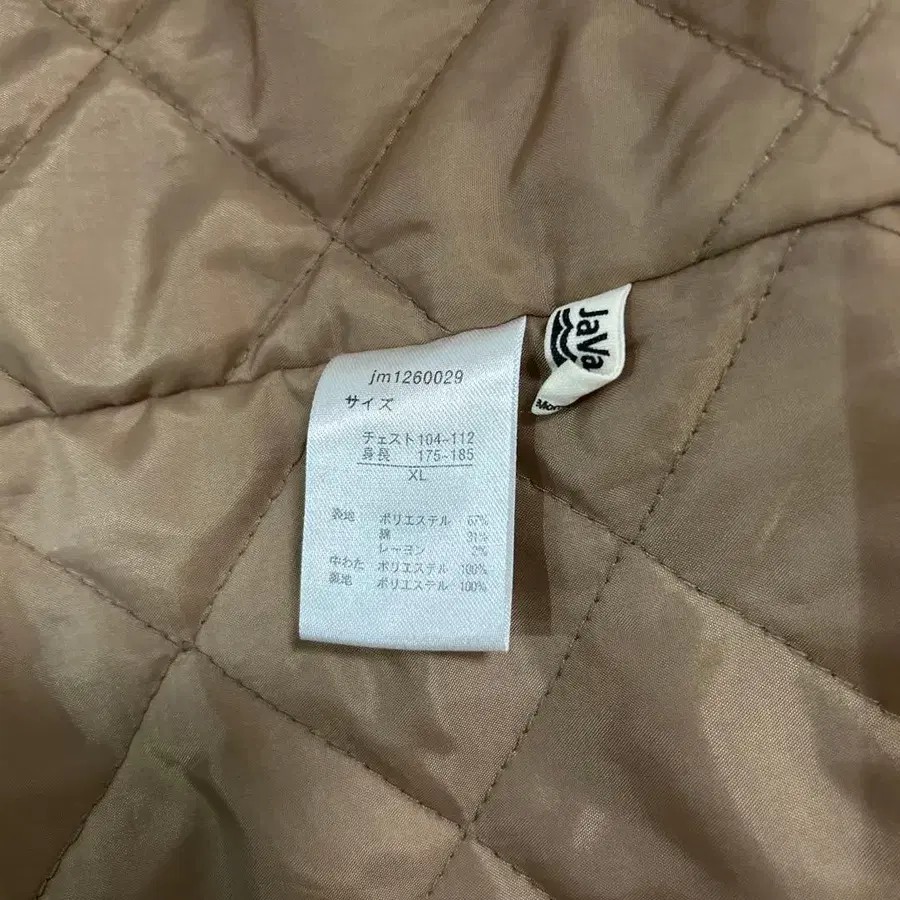 jm1260029
サイズ
チェスト104-112
身長 175-185
XL
表地 ポリエステル 67%
綿 31%
レーヨン 2%
中わた ポリエステル 100%
裏地 ポリエステル 100%
JaVa